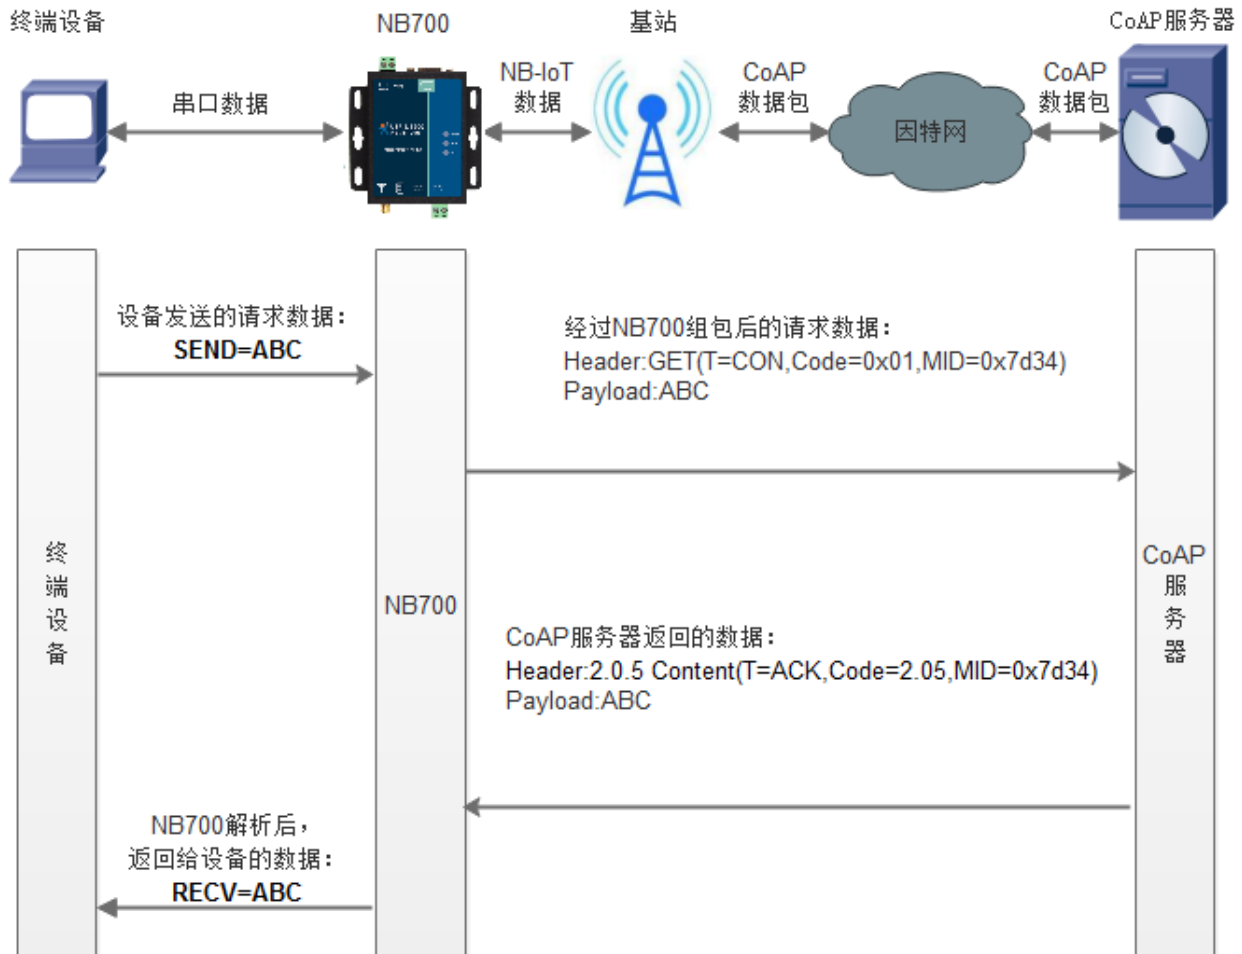 终端设备
NB700
基站
CoAP服务器
串口数据
NB-IoT
数据
CoAP
数据包
因特网
CoAP
数据包
设备发送的请求数据：
SEND=ABC
经过NB700组包后的请求数据：
Header:GET(T=CON,Code=0x01,MID=0x7d34)
Payload:ABC
终
端
设
备
NB700
CoAP
服
务
器
CoAP服务器返回的数据：
Header:2.0.5 Content(T=ACK,Code=2.05,MID=0x7d34)
Payload:ABC
NB700解析后，
返回给设备的数据：
RECV=ABC